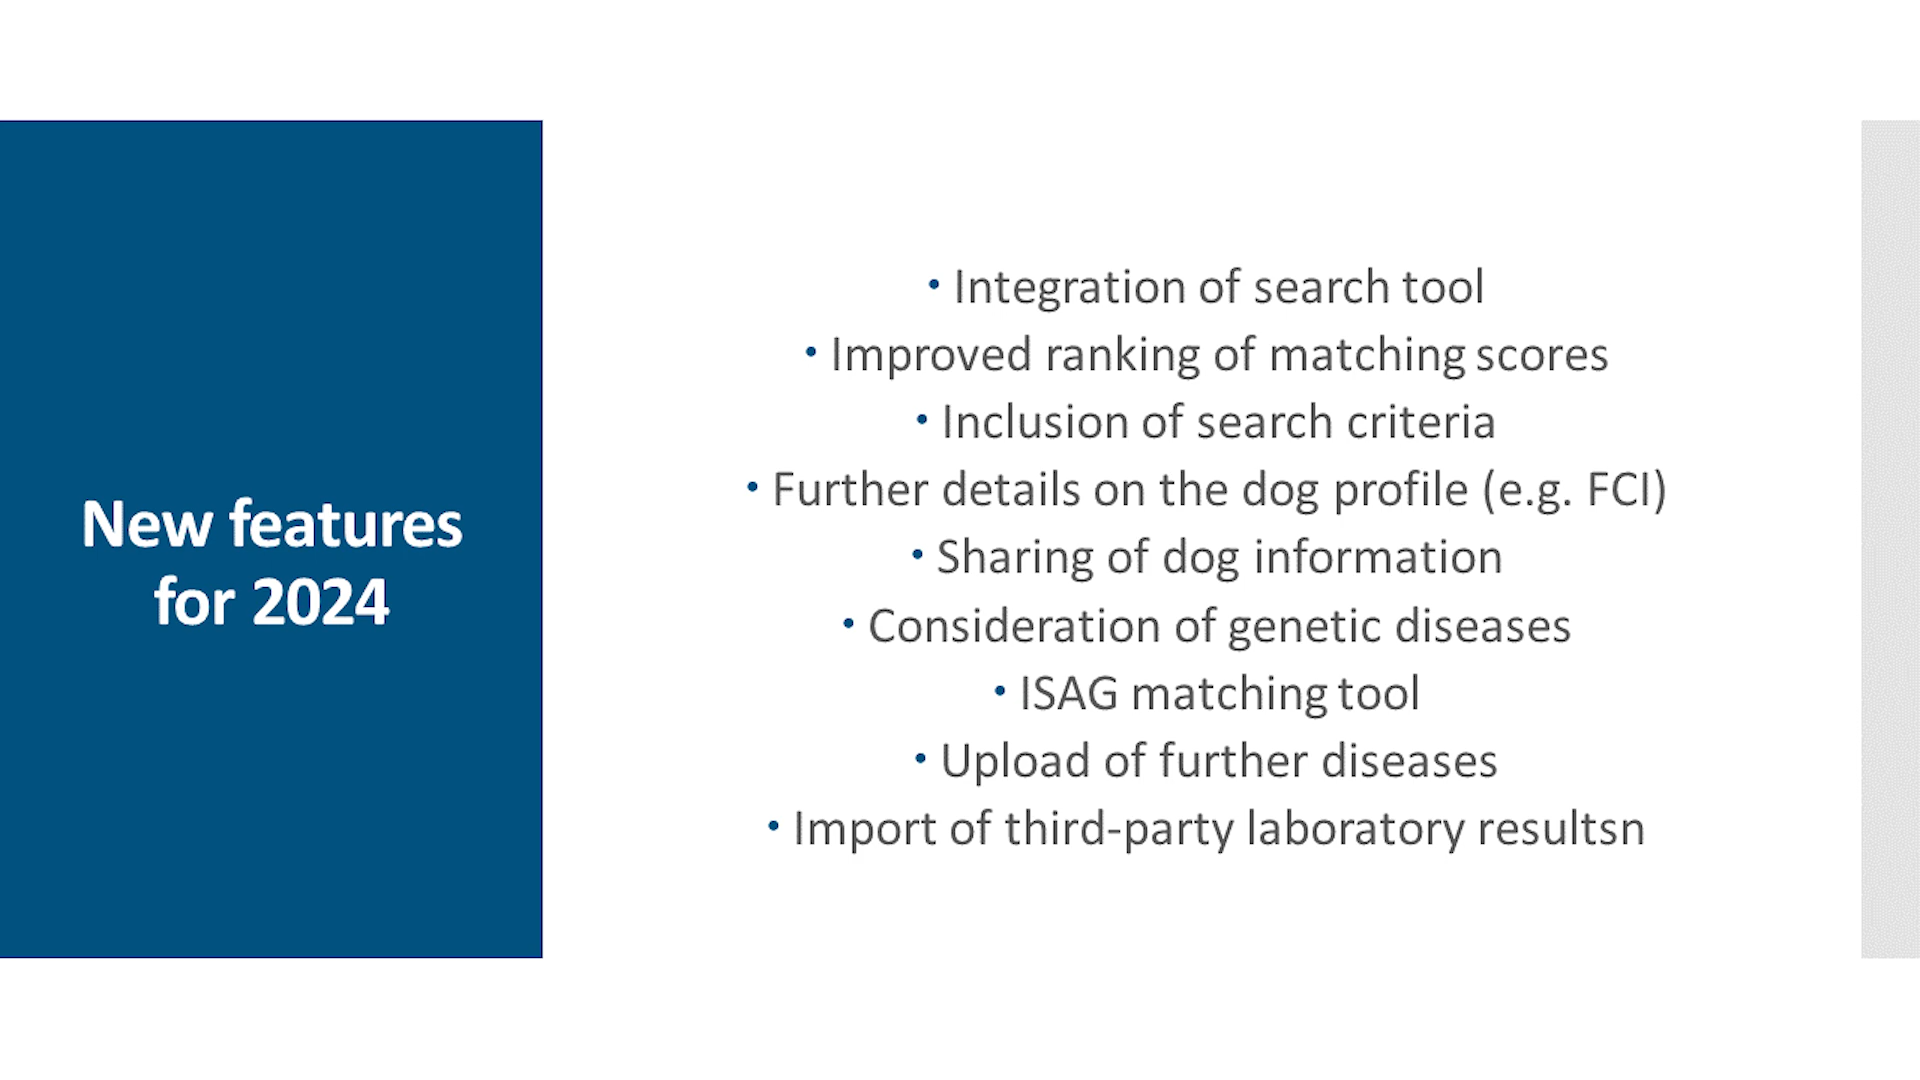 New features
for 2024
• Integration of search tool
• Improved ranking of matching scores
• Inclusion of search criteria
• Further details on the dog profile (e.g. FCI)
• Sharing of dog information
• Consideration of genetic diseases
• ISAG matching tool
• Upload of further diseases
• Import of third-party laboratory resultsn